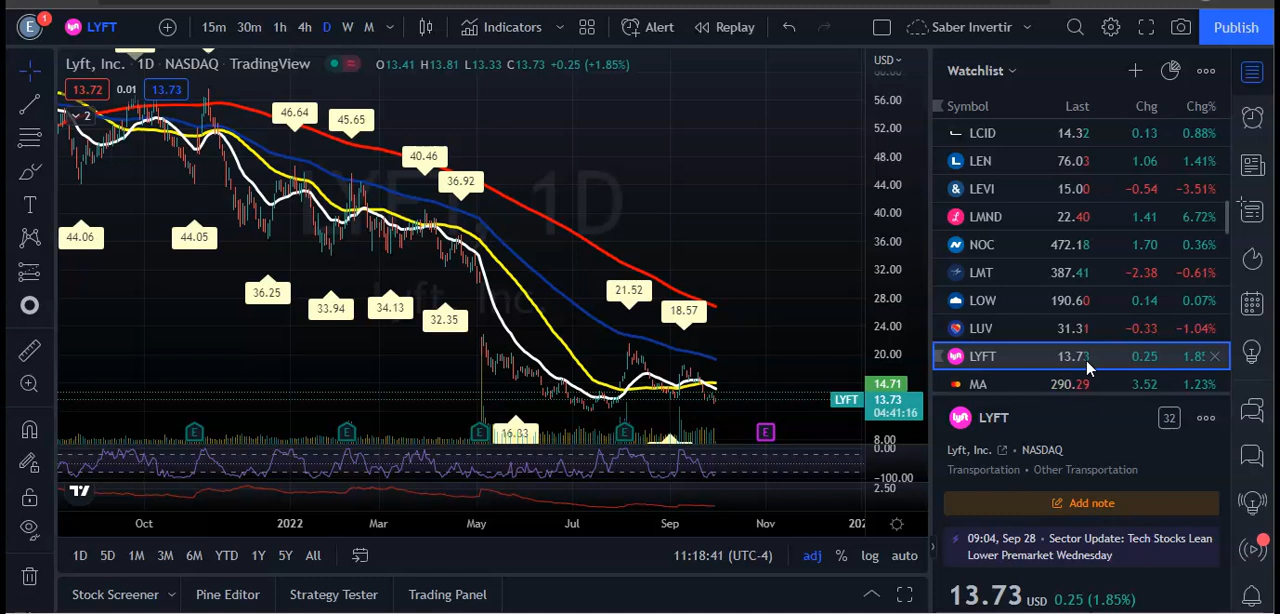 E 1 LYFT 15m 30m 1h 4h D W M Indicators Alert Replay Saber Invertir Publish
Lyft, Inc. · 1D · NASDAQ · TradingView O13.41 H13.81 L13.33 C13.73 +0.25 (+1.85%)
13.72 0.01 13.73
2
LYFT, 1D
Lyft, Inc.
46.64
45.65
40.46
36.92
44.06
44.05
36.25
33.94
34.13
32.35
21.52
18.57
16.33
E E E E E
USD
56.00
52.00
48.00
44.00
40.00
36.00
32.00
28.00
24.00
20.00
14.71
LYFT 13.73
04:41:16
8.00
0.00
−100.00
2.50
Oct 2022 Mar May Jul Sep Nov 202
1D 5D 1M 3M 6M YTD 1Y 5Y All 11:18:41 (UTC-4) adj % log auto
Stock Screener Pine Editor Strategy Tester Trading Panel
Watchlist
Symbol Last Chg Chg%
LCID 14.32 0.13 0.88%
LEN 76.03 1.06 1.41%
LEVI 15.00 −0.54 −3.51%
LMND 22.40 1.41 6.72%
NOC 472.18 1.70 0.36%
LMT 387.41 −2.38 −0.61%
LOW 190.60 0.14 0.07%
LUV 31.31 −0.33 −1.04%
LYFT 13.73 0.25 1.8
MA 290.29 3.52 1.23%
LYFT 32
Lyft, Inc. • NASDAQ
Transportation • Other Transportation
Add note
09:04, Sep 28 • Sector Update: Tech Stocks Lean
Lower Premarket Wednesday
13.73 USD 0.25 (1.85%)